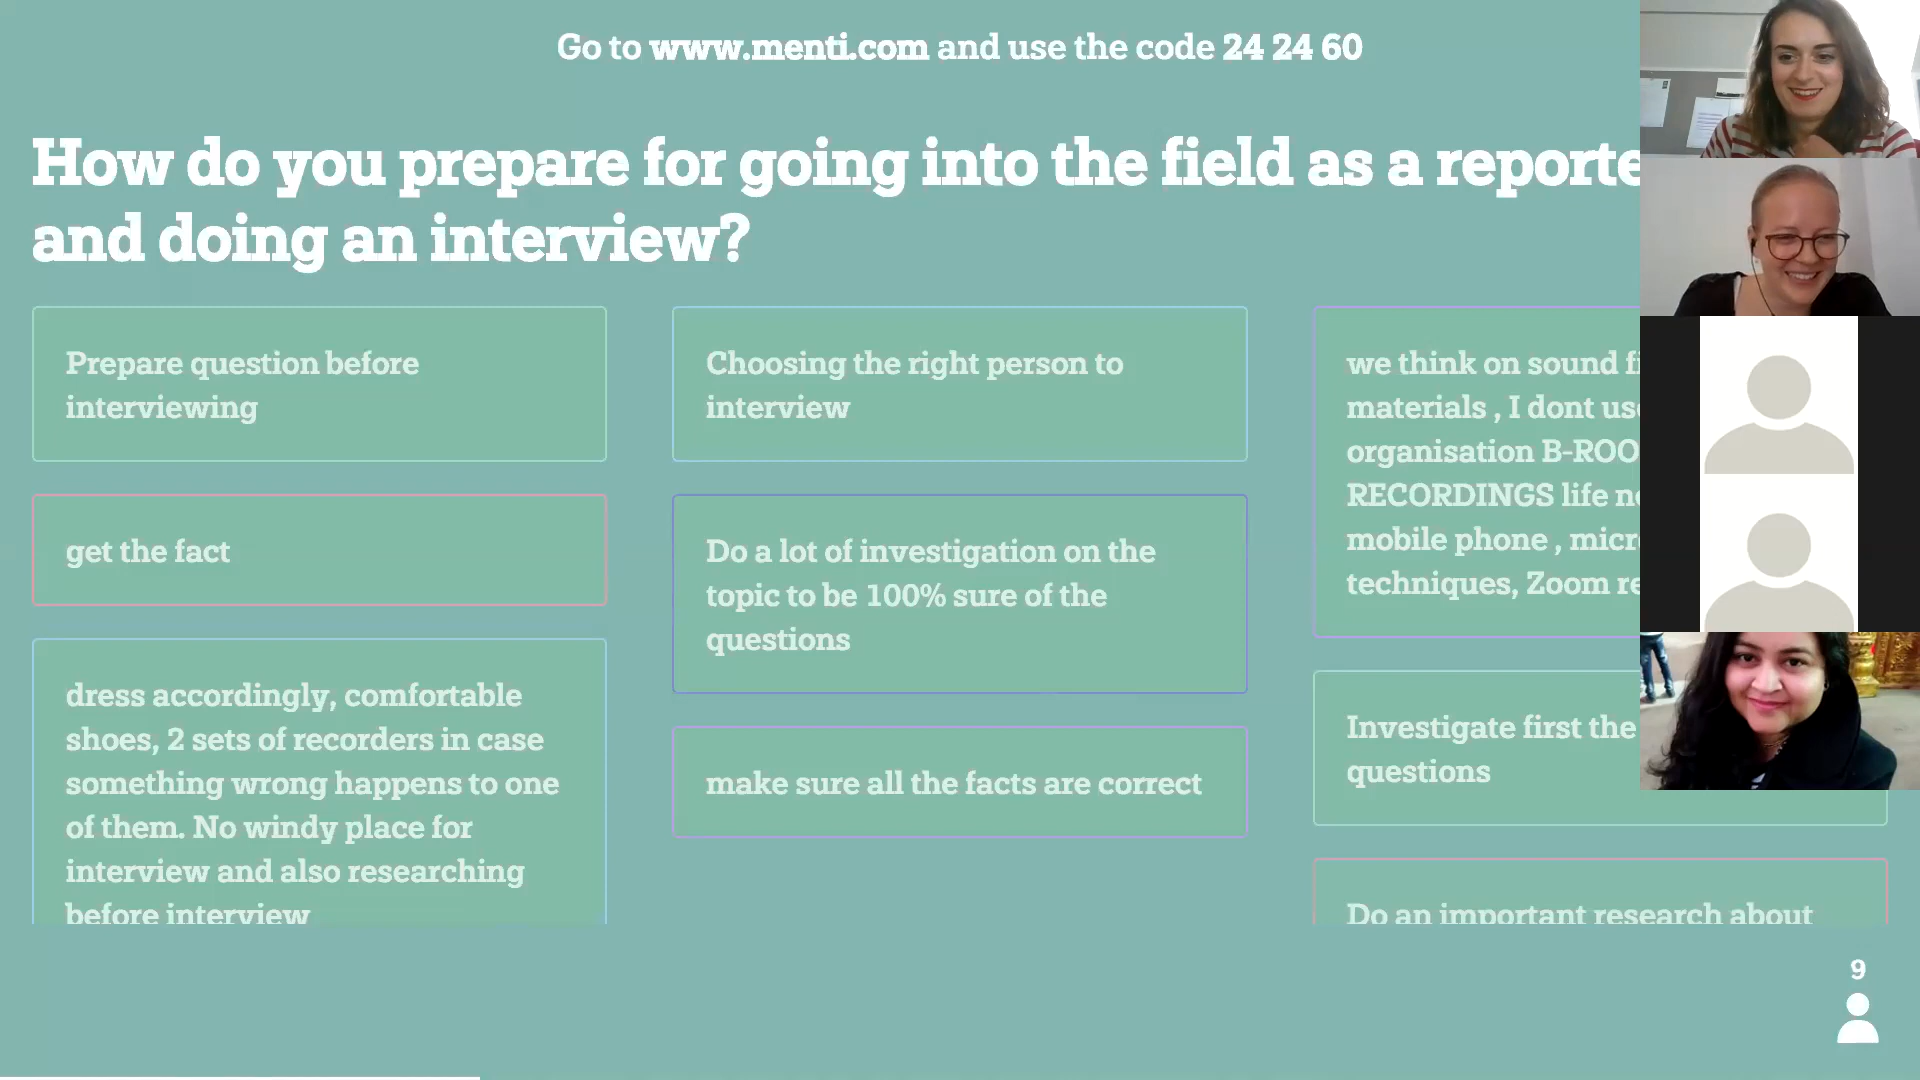 Go to www.menti.com and use the code 24 24 60
How do you prepare for going into the field as a reporte
and doing an interview?
Prepare question before
interviewing
get the fact
dress accordingly, comfortable
shoes, 2 sets of recorders in case
something wrong happens to one
of them. No windy place for
interview and also researching
before interview
Choosing the right person to
interview
Do a lot of investigation on the
topic to be 100% sure of the
questions
make sure all the facts are correct
we think on sound
materials , I dont
organisation
RECORDINGS life
mobile phone ,
techniques, Zoom
Investigate first the
questions
Do an important research about
9